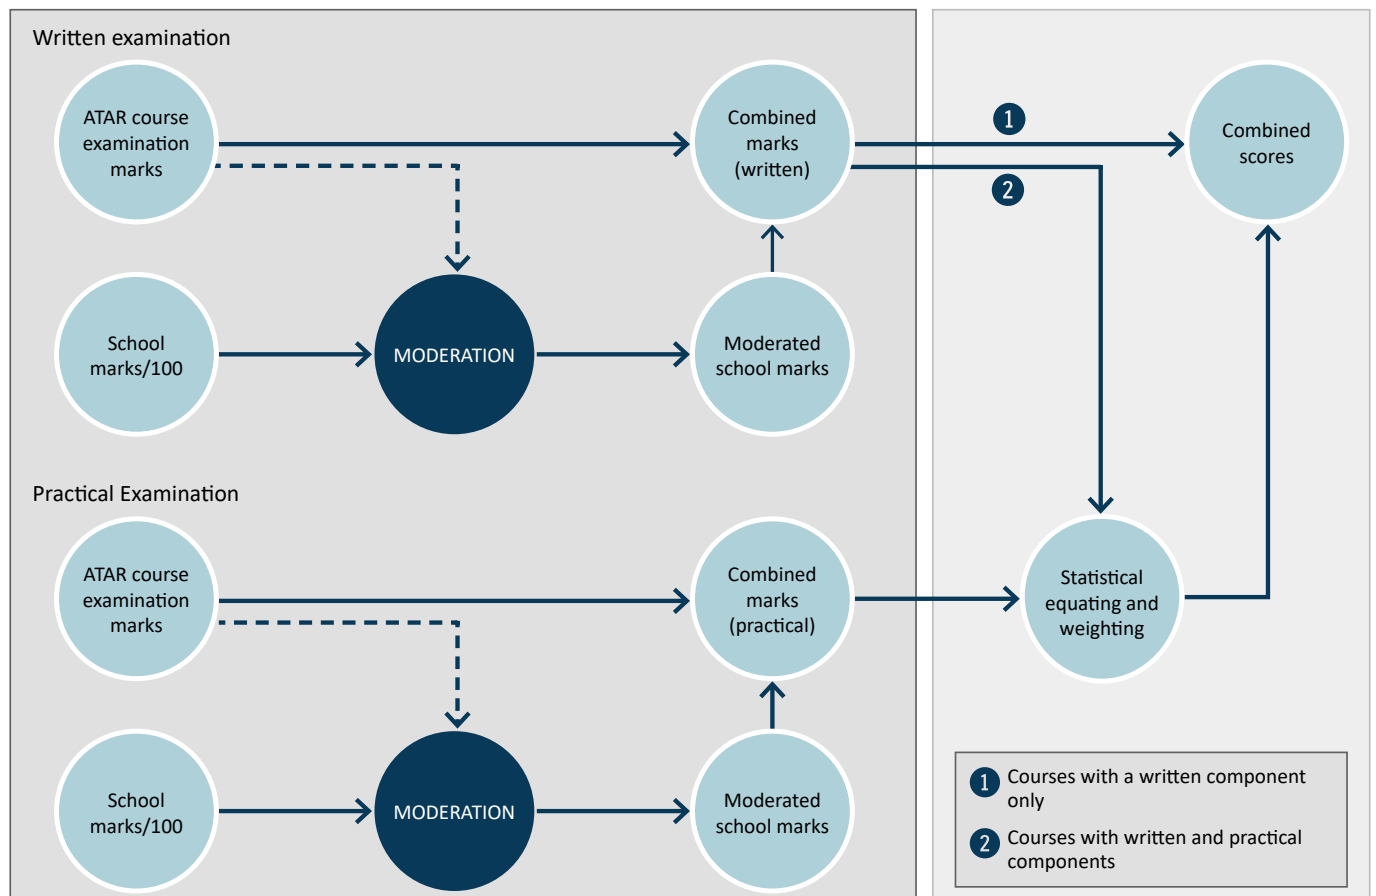 Written examination
ATAR course
examination
marks
Combined
marks
(written)
1
2
Combined
scores
School
marks/100
MODERATION
Moderated
school marks
Practical Examination
ATAR course
examination
marks
Combined
marks
(practical)
Statistical
equating and
weighting
School
marks/100
MODERATION
Moderated
school marks
1 Courses with a written component
only
2 Courses with written and practical
components